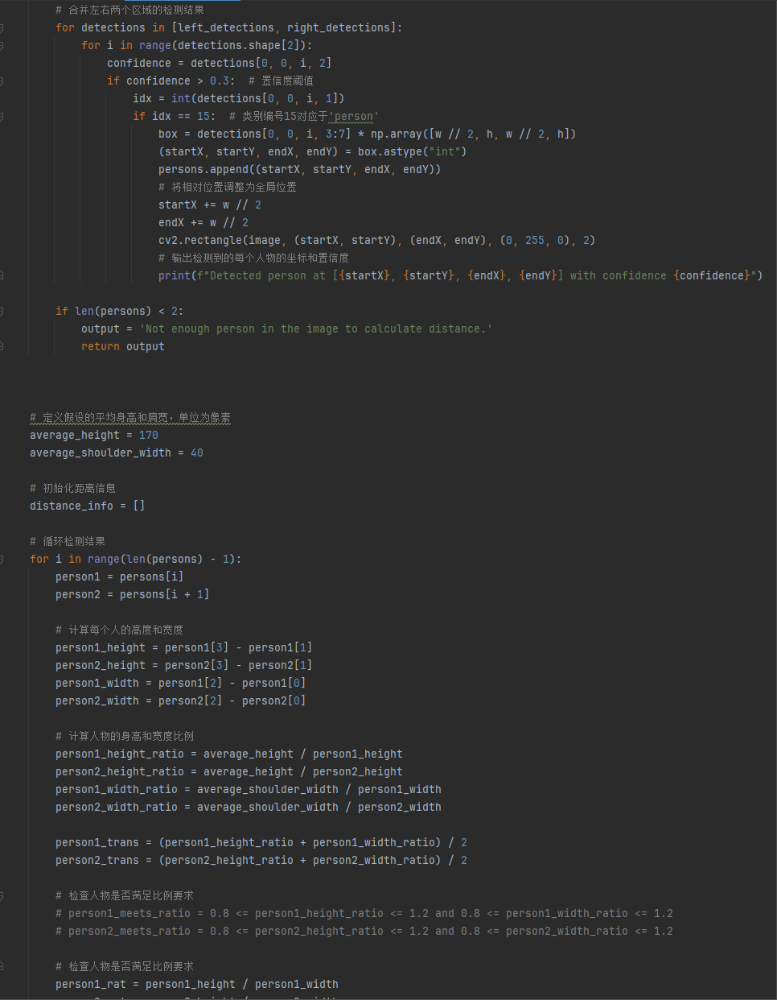 # 合并左右两个区域的检测结果
for detections in [left_detections, right_detections]:
for i in range(detections.shape[2]):
confidence = detections[0, 0, i, 2]
if confidence > 0.3:  # 置信度阈值
idx = int(detections[0, 0, i, 1])
if idx == 15:  # 类别编号15对应于'person'
box = detections[0, 0, i, 3:7] * np.array([w // 2, h, w // 2, h])
(startX, startY, endX, endY) = box.astype("int")
persons.append((startX, startY, endX, endY))
# 将相对位置调整为全局位置
startX += w // 2
endX += w // 2
cv2.rectangle(image, (startX, startY), (endX, endY), (0, 255, 0), 2)
# 输出检测到的每个人物的坐标和置信度
print(f"Detected person at [{startX}, {startY}, {endX}, {endY}] with confidence {confidence}")
if len(persons) < 2:
output = 'Not enough person in the image to calculate distance.'
return output
# 定义假设的平均身高和肩宽，单位为像素
average_height = 170
average_shoulder_width = 40
# 初始化距离信息
distance_info = []
# 循环检测结果
for i in range(len(persons) - 1):
person1 = persons[i]
person2 = persons[i + 1]
# 计算每个人的高度和宽度
person1_height = person1[3] - person1[1]
person2_height = person2[3] - person2[1]
person1_width = person1[2] - person1[0]
person2_width = person2[2] - person2[0]
# 计算人物的身高和宽度比例
person1_height_ratio = average_height / person1_height
person2_height_ratio = average_height / person2_height
person1_width_ratio = average_shoulder_width / person1_width
person2_width_ratio = average_shoulder_width / person2_width
person1_trans = (person1_height_ratio + person1_width_ratio) / 2
person2_trans = (person2_height_ratio + person2_width_ratio) / 2
# 检查人物是否满足比例要求
# person1_meets_ratio = 0.8 <= person1_height_ratio <= 1.2 and 0.8 <= person1_width_ratio <= 1.2
# person2_meets_ratio = 0.8 <= person2_height_ratio <= 1.2 and 0.8 <= person2_width_ratio <= 1.2
# 检查人物是否满足比例要求
person1_rat = person1_height / person1_width